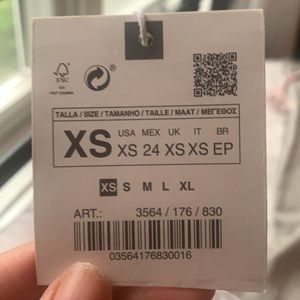 FSC
TALLA / SIZE / TAMANHO / TAILLE / MAAT / ΜΕΓΕΘΟΣ
XS
USA MEX UK IT BR
XS 24 XS XS EP
XS S M L XL
ART.: 3564 / 176 / 830
03564176830016